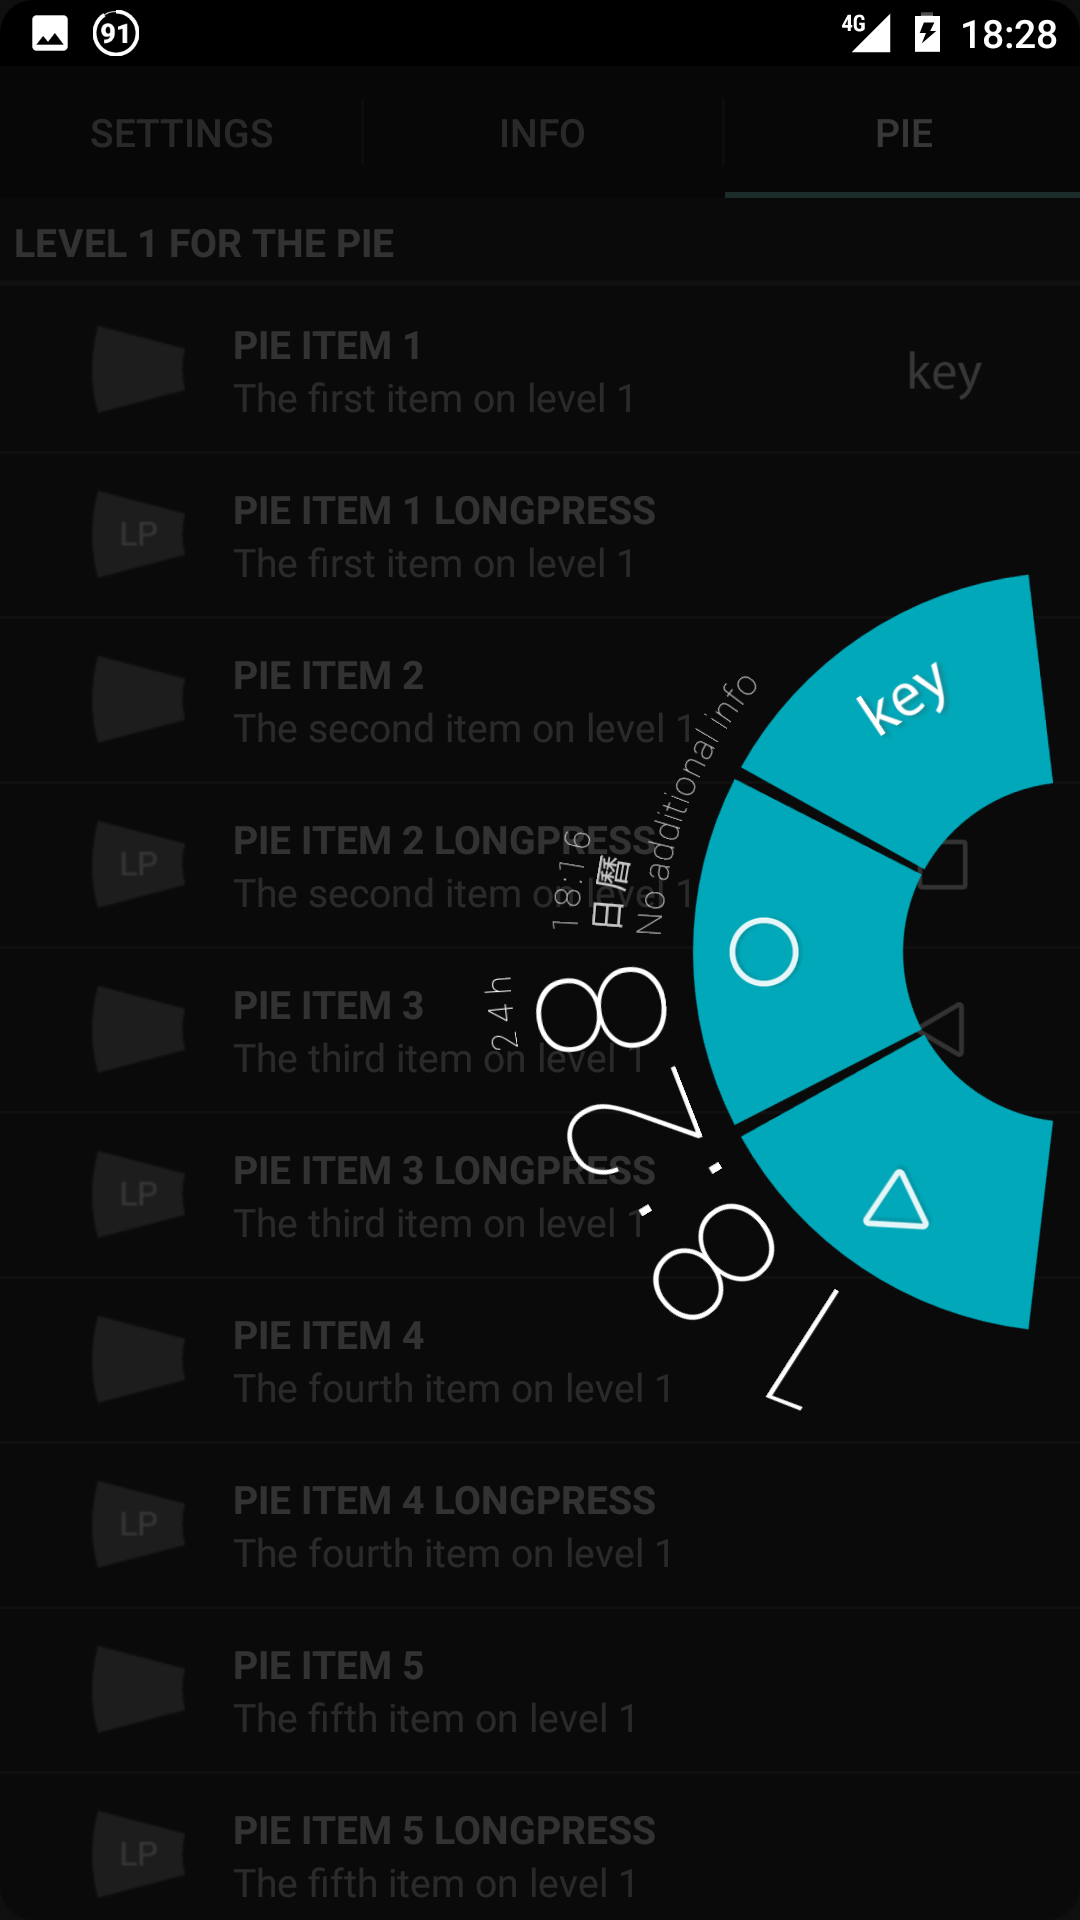 91
4G
18:28
SETTINGS
INFO
PIE
LEVEL 1 FOR THE PIE
PIE ITEM 1
The first item on level 1
key
LP
PIE ITEM 1 LONGPRESS
The first item on level 1
PIE ITEM 2
The second item on level 1
LP
PIE ITEM 2 LONGPRESS
The second item on level 1
PIE ITEM 3
The third item on level 1
LP
PIE ITEM 3 LONGPRESS
The third item on level 1
PIE ITEM 4
The fourth item on level 1
LP
PIE ITEM 4 LONGPRESS
The fourth item on level 1
PIE ITEM 5
The fifth item on level 1
LP
PIE ITEM 5 LONGPRESS
The fifth item on level 1
key
18:28
24h
18:16
日曆
No additional info